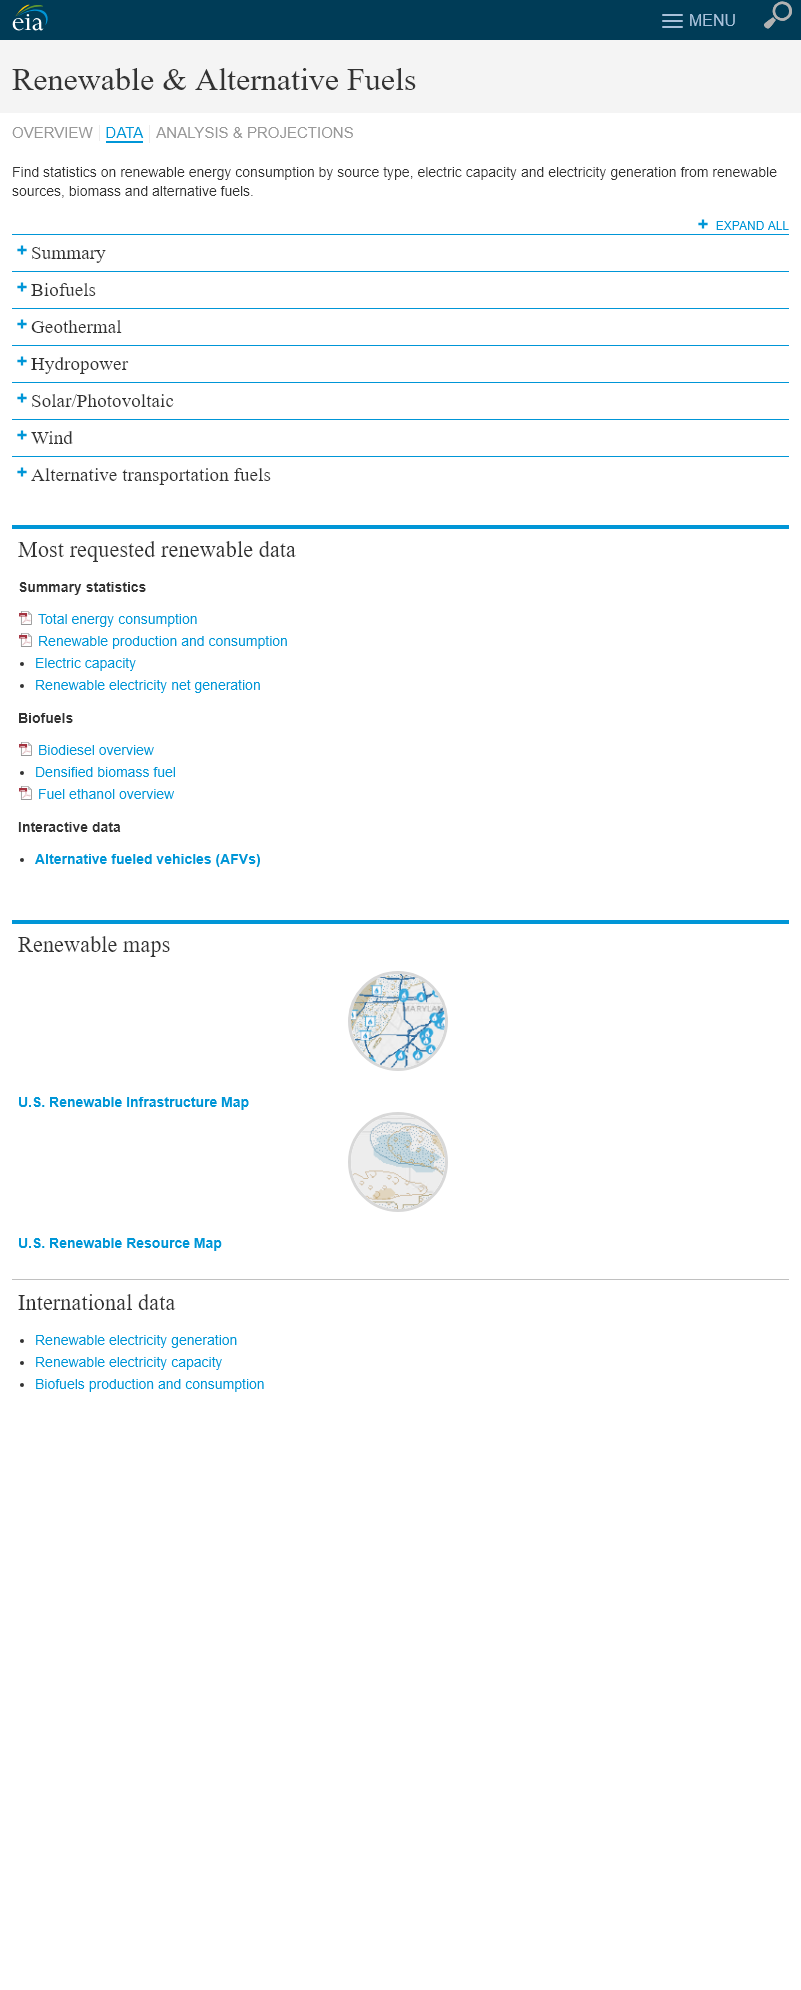 eia
MENU
Renewable & Alternative Fuels
OVERVIEW DATA ANALYSIS & PROJECTIONS
Find statistics on renewable energy consumption by source type, electric capacity and electricity generation from renewable
sources, biomass and alternative fuels.
EXPAND ALL
Summary
Biofuels
Geothermal
Hydropower
Solar/Photovoltaic
Wind
Alternative transportation fuels
Most requested renewable data
Summary statistics
Total energy consumption
Renewable production and consumption
Electric capacity
Renewable electricity net generation
Biofuels
Biodiesel overview
Densified biomass fuel
Fuel ethanol overview
Interactive data
Alternative fueled vehicles (AFVs)
Renewable maps
MARYLAN
U.S. Renewable Infrastructure Map
U.S. Renewable Resource Map
International data
Renewable electricity generation
Renewable electricity capacity
Biofuels production and consumption